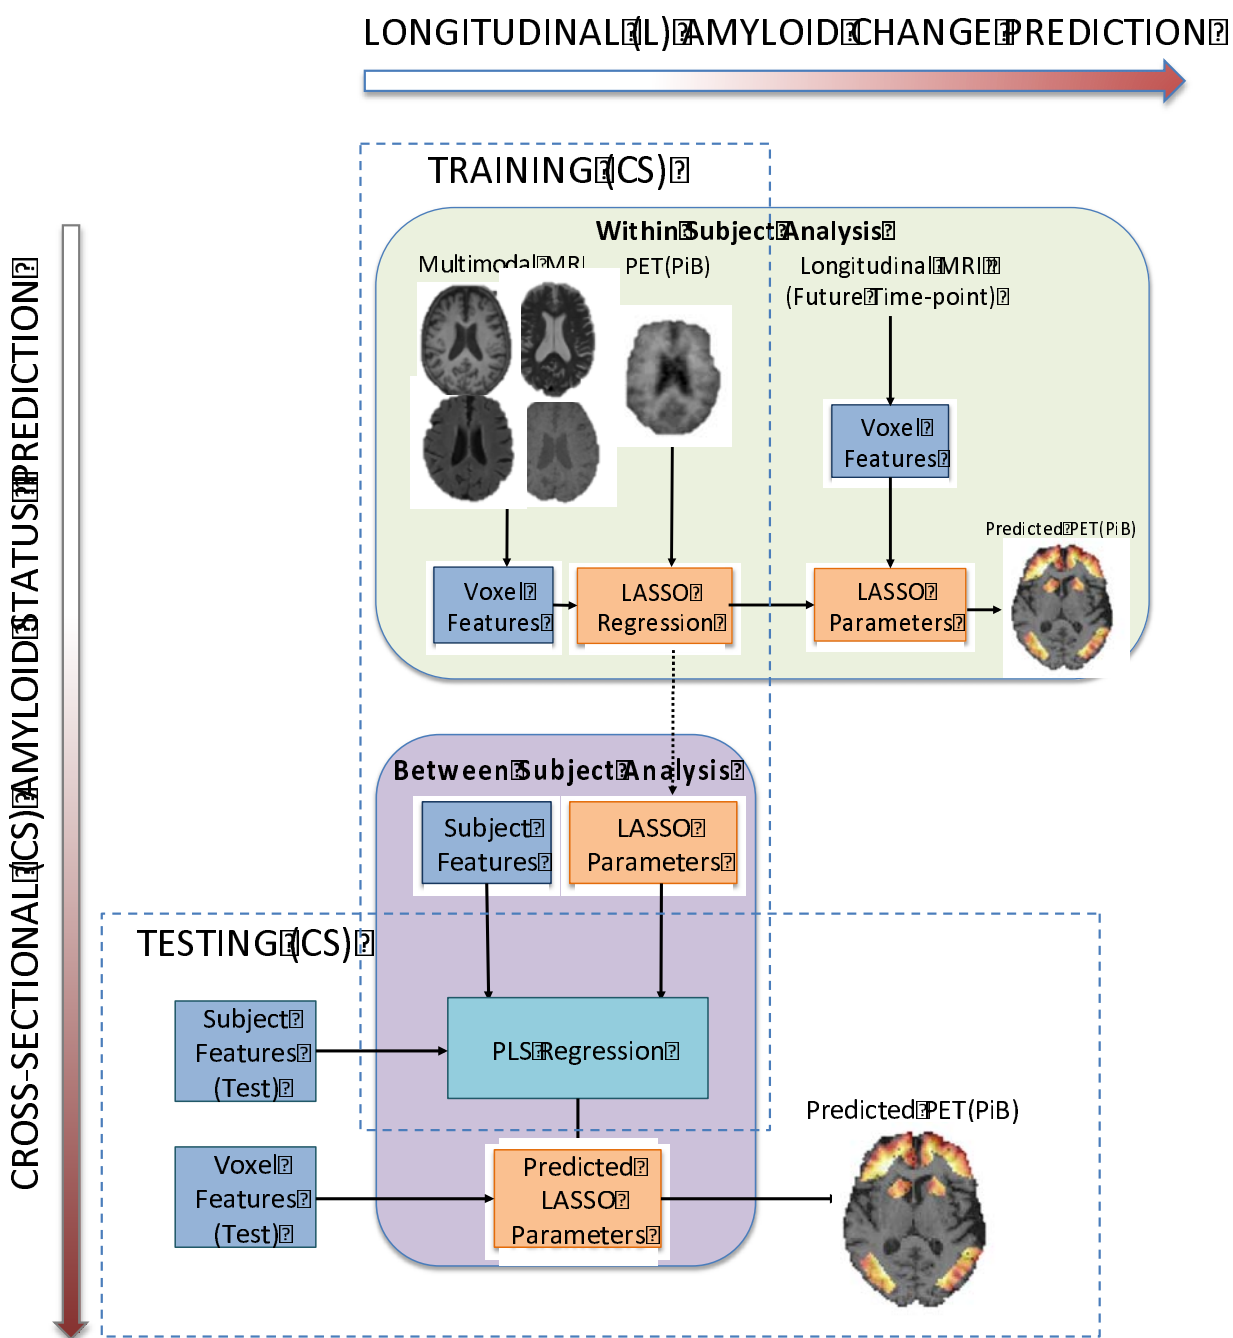 LONGITUDINAL (L) AMYLOID CHANGE PREDICTION
CROSS-SECTIONAL (CS) AMYLOID STATUS PREDICTION
TRAINING (CS)
Within Subject Analysis
Multimodal MRI
PET(PiB)
Longitudinal MRI
(Future Time-point)
Voxel
Features
Predicted PET(PiB)
Voxel
Features
LASSO
Regression
LASSO
Parameters
Between Subject Analysis
Subject
Features
LASSO
Parameters
TESTING (CS)
Subject
Features
(Test)
PLS Regression
Predicted PET(PiB)
Voxel
Features
(Test)
Predicted
LASSO
Parameters